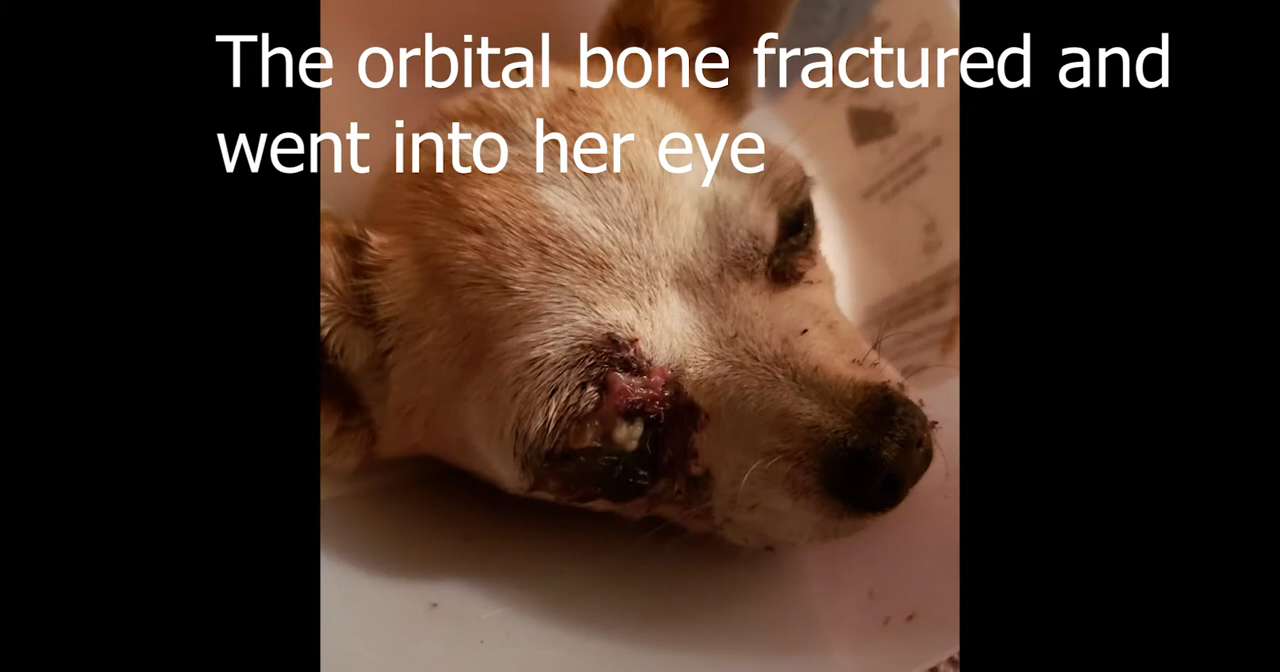 The orbital bone fractured and
went into her eye